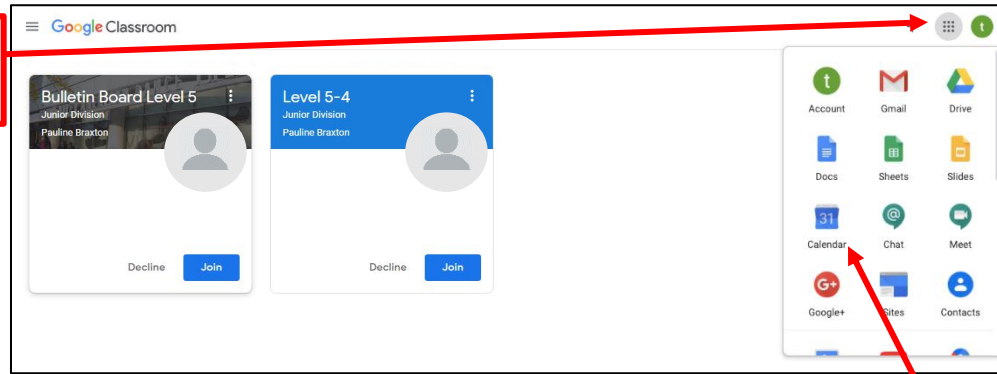 Google Classroom
t
Bulletin Board Level 5
Junior Division
Pauline Braxton
Decline Join
Level 5-4
Junior Division
Pauline Braxton
Decline Join
t
Account Gmail Drive
Docs Sheets Slides
31 @
Calendar Chat Meet
G+
Google+ Sites Contacts